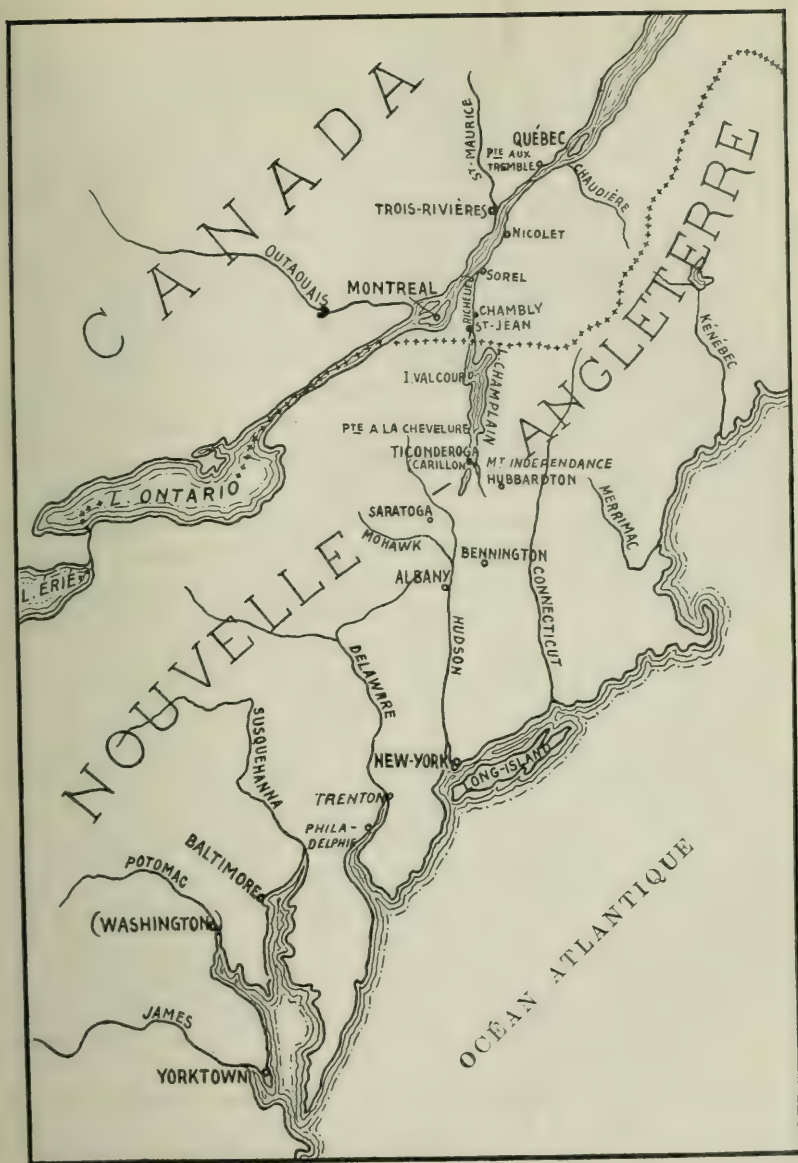 CANADA
NOUVELLE ANGLETERRE
QUÉBEC
PTE AUX
TREMBLE
ST-MAURICE
CHAUDIÈRE
TROIS-RIVIÈRES
NICOLET
OUTAOUAIS
SOREL
MONTREAL
RICHELIEU
CHAMBLY
ST-JEAN
KÉNÉBEC
I. VALCOUR
L. CHAMPLAIN
PTE A LA CHEVELURE
TICONDEROGA
CARILLON
MT INDEPENDANCE
HUBBARDTON
L. ONTARIO
MERRIMAC
SARATOGA
MOHAWK
BENNINGTON
L. ÉRIE
ALBANY
CONNECTICUT
HUDSON
DELAWARE
SUSQUEHANNA
NEW-YORK
LONG-ISLAND
TRENTON
PHILA-
DELPHIE
BALTIMORE
POTOMAC
(WASHINGTON)
OCÉAN ATLANTIQUE
JAMES
YORKTOWN